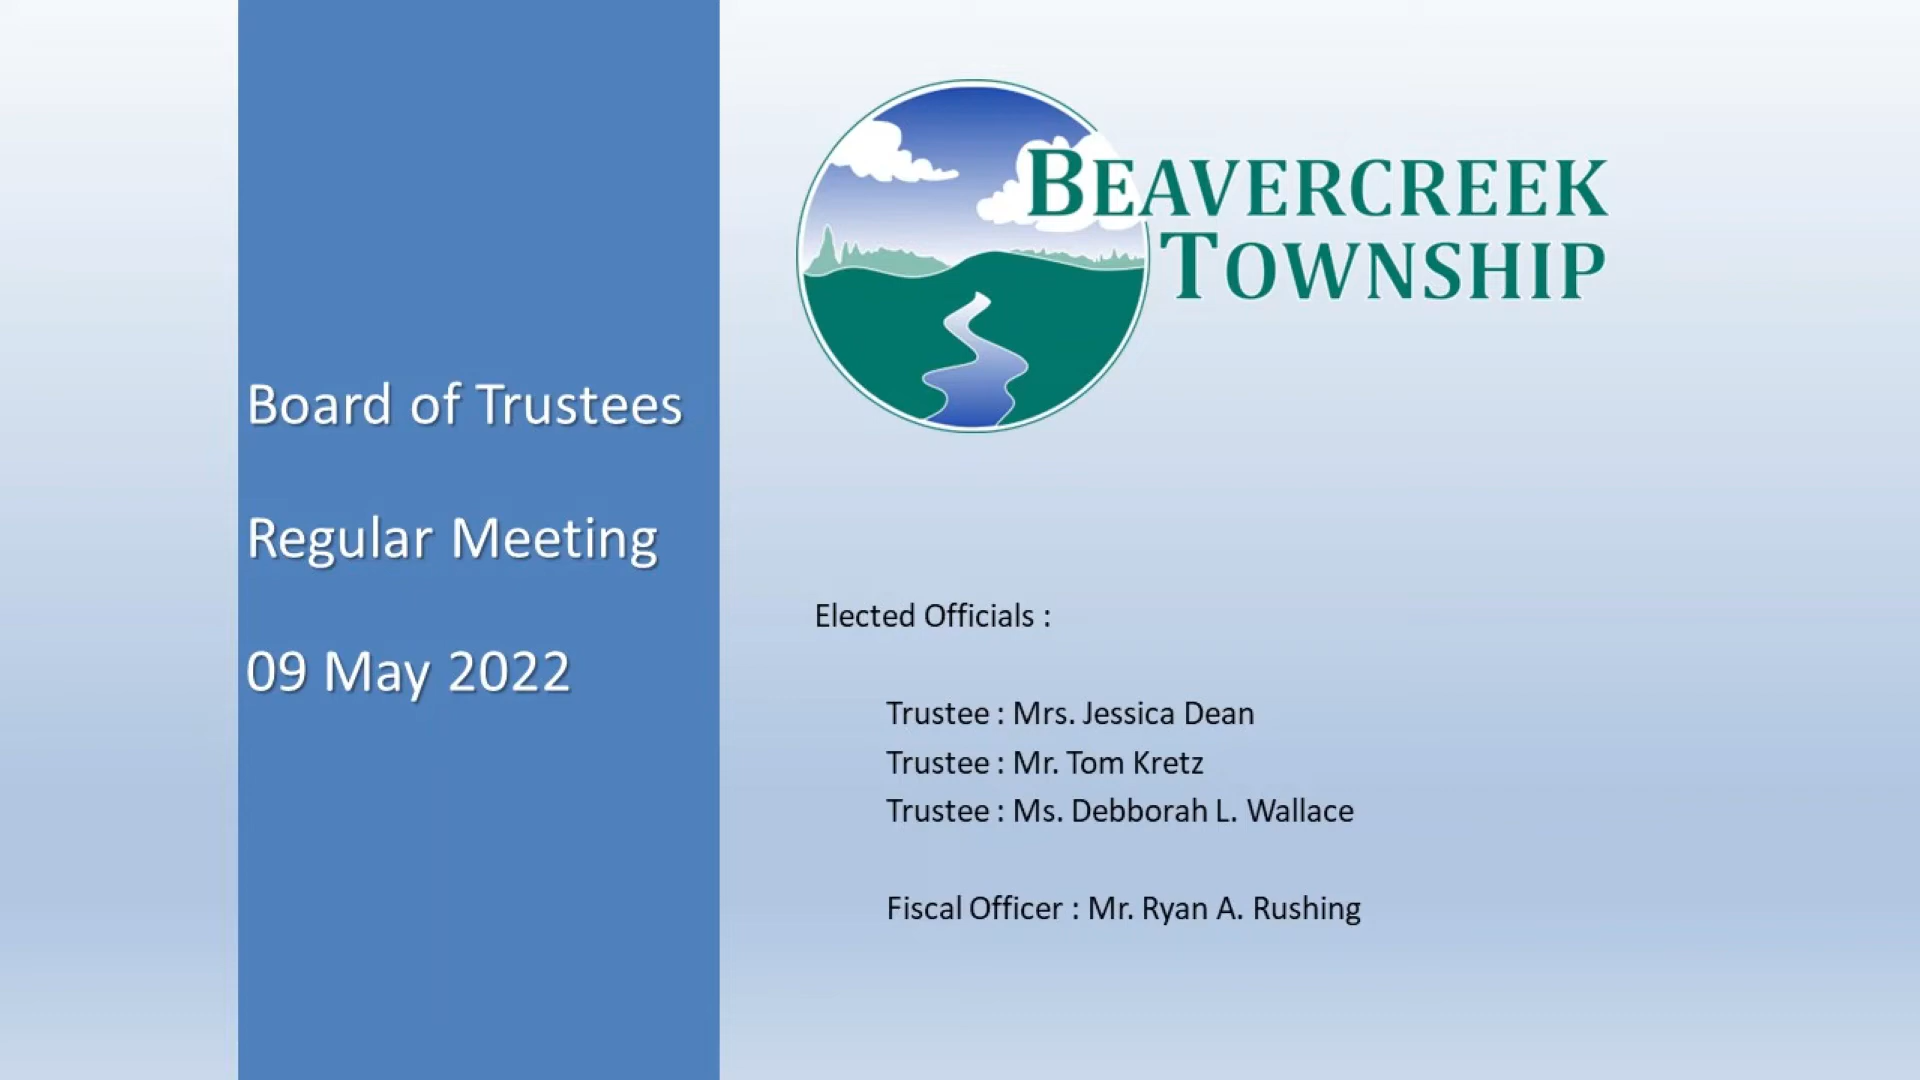 Board of Trustees
Regular Meeting
09 May 2022
BEAVERCREEK
TOWNSHIP
Elected Officials :
Trustee : Mrs. Jessica Dean
Trustee : Mr. Tom Kretz
Trustee : Ms. Debborah L. Wallace
Fiscal Officer : Mr. Ryan A. Rushing